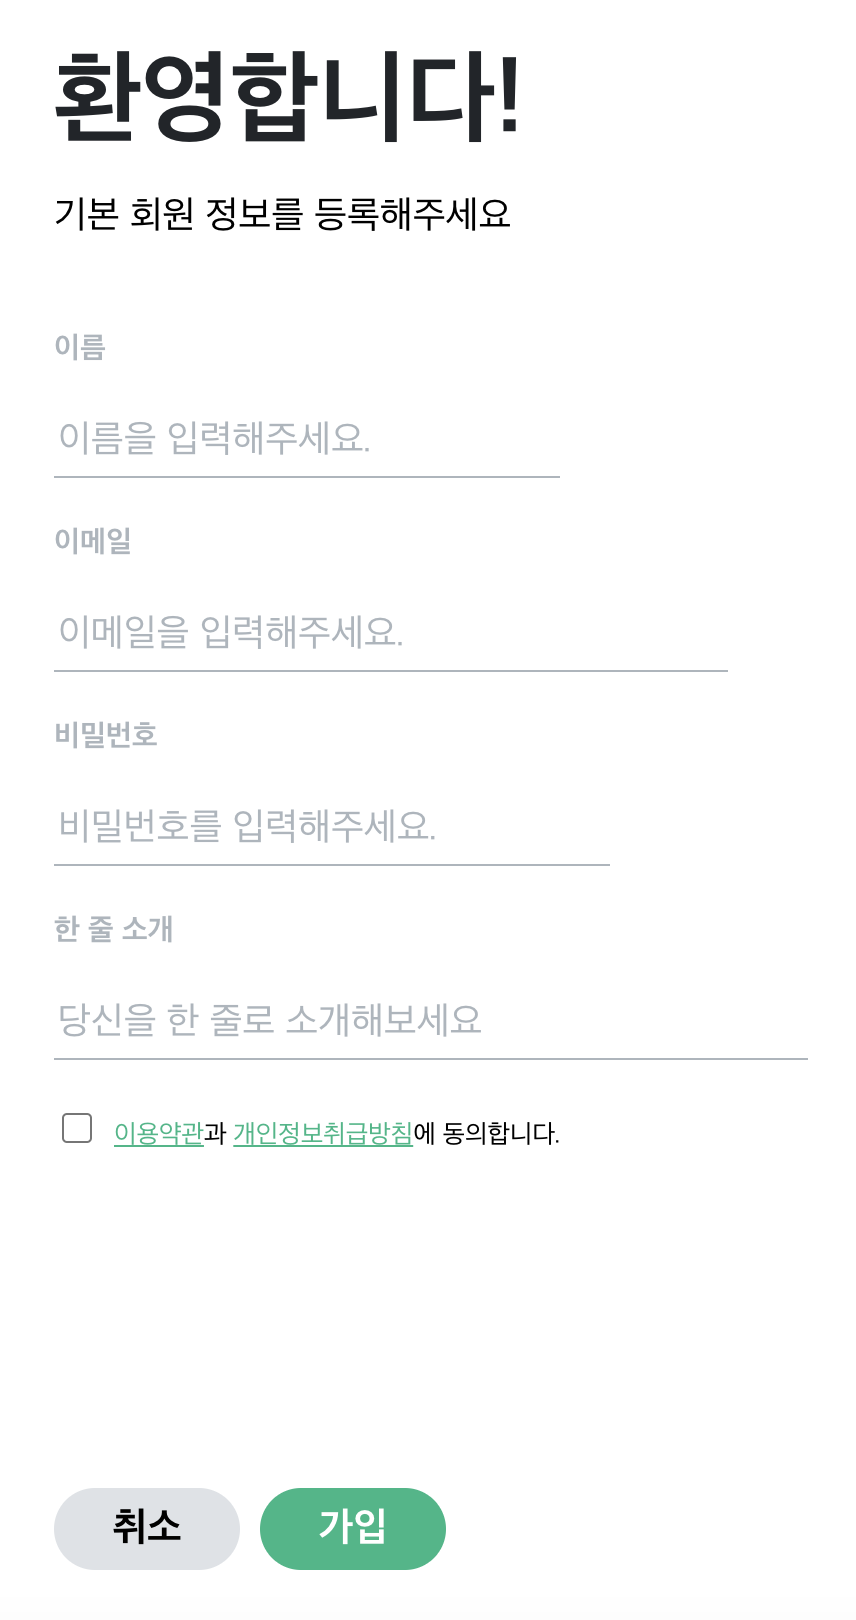 환영합니다!
기본 회원 정보를 등록해주세요
이름
이름을 입력해주세요.
이메일
이메일을 입력해주세요.
비밀번호
비밀번호를 입력해주세요.
한 줄 소개
당신을 한 줄로 소개해보세요
이용약관과 개인정보취급방침에 동의합니다.
취소 가입